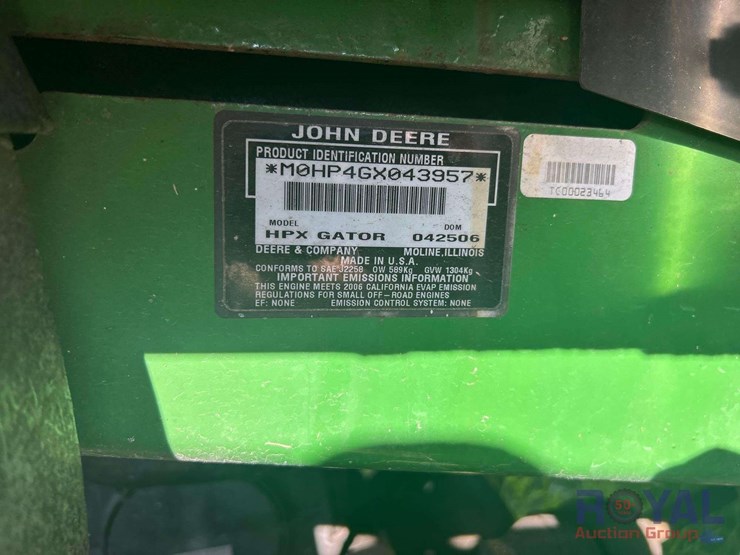 JOHN DEERE
PRODUCT IDENTIFICATION NUMBER
*M0HP4GX043957*
MODEL DOM
HPX GATOR 042506
DEERE & COMPANY MOLINE, ILLINOIS
MADE IN U.S.A.
CONFORMS TO SAE J2258 OW 589Kg GVW 1304Kg
IMPORTANT EMISSIONS INFORMATION
THIS ENGINE MEETS 2006 CALIFORNIA EVAP EMISSION
REGULATIONS FOR SMALL OFF-ROAD ENGINES
EF: NONE EMISSION CONTROL SYSTEM: NONE
TC00023464
ROYAL
Auction Group